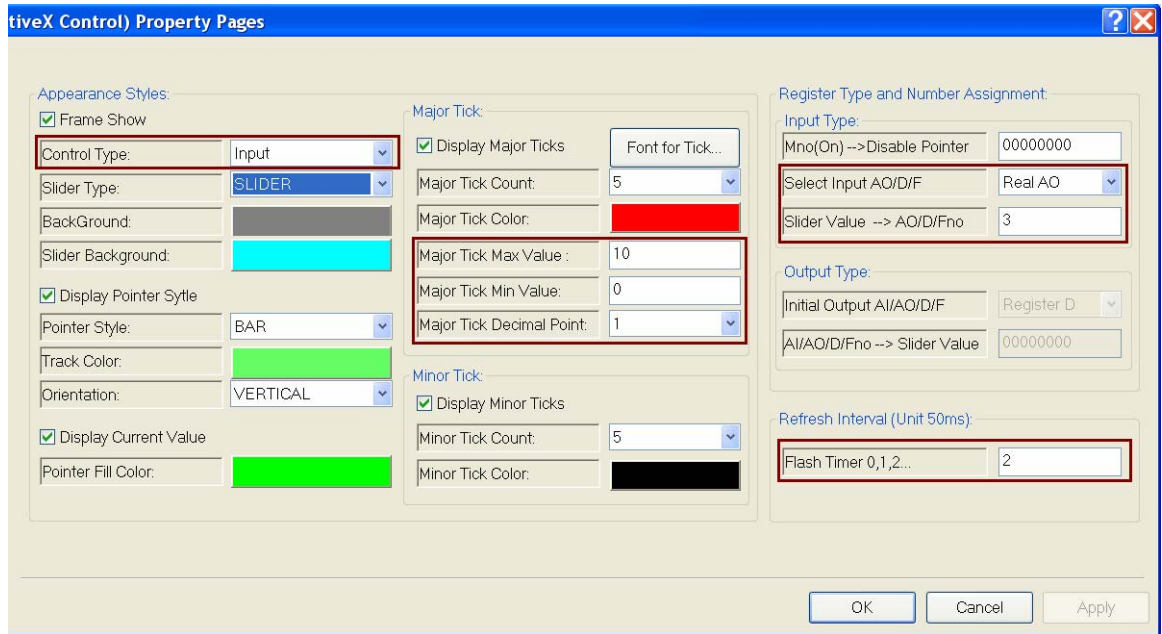 tiveX Control) Property Pages
Appearance Styles:
Frame Show
Control Type: Input
Slider Type: SLIDER
BackGround:
Slider Background:
Display Pointer Sytle
Pointer Style: BAR
Track Color:
Orientation: VERTICAL
Display Current Value
Pointer Fill Color:
Major Tick:
Display Major Ticks Font for Tick...
Major Tick Count: 5
Major Tick Color:
Major Tick Max Value : 10
Major Tick Min Value: 0
Major Tick Decimal Point: 1
Minor Tick:
Display Minor Ticks
Minor Tick Count: 5
Minor Tick Color:
Register Type and Number Assignment:
Input Type:
Mno(On) -->Disable Pointer 00000000
Select Input AO/D/F Real AO
Slider Value --> AO/D/Fno 3
Output Type:
Initial Output AI/AO/D/F Register D
AI/AO/D/Fno --> Slider Value 00000000
Refresh Interval (Unit 50ms):
Flash Timer 0,1,2... 2
OK Cancel Apply